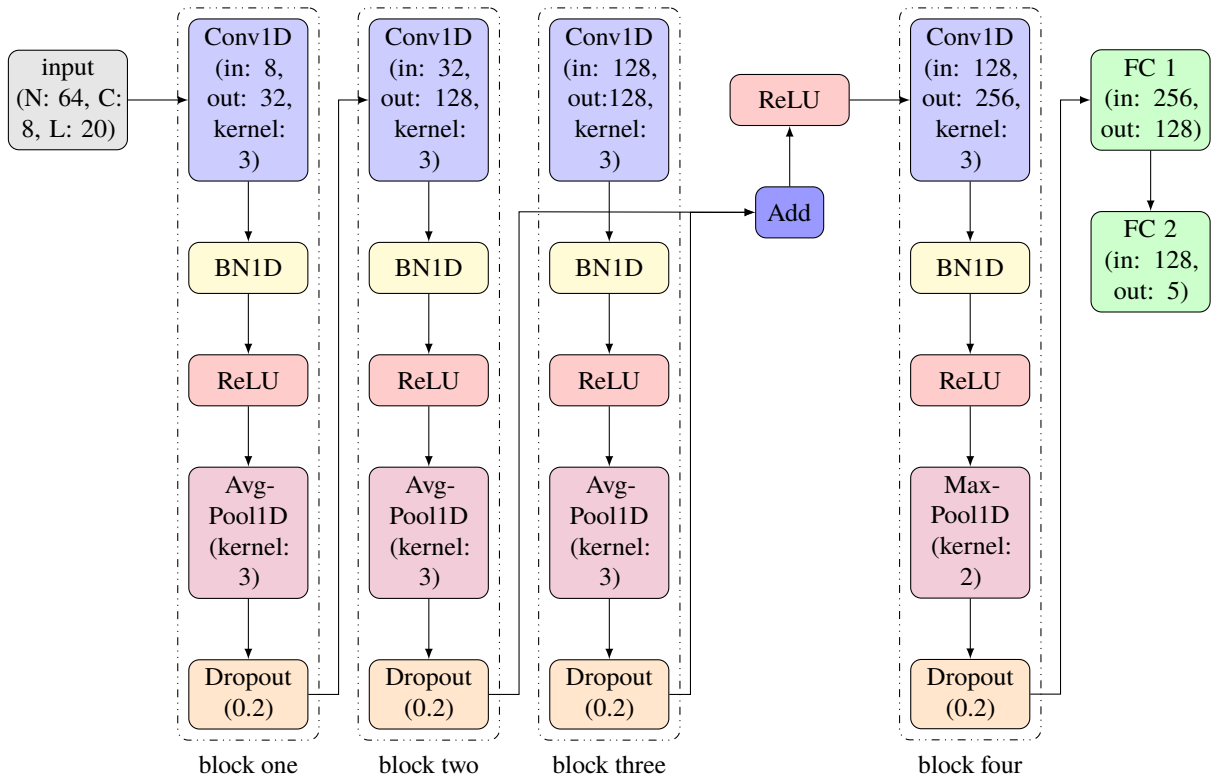 input
(N: 64, C:
8, L: 20)
Conv1D
(in: 8,
out: 32,
kernel:
3)
BN1D
ReLU
Avg-
Pool1D
(kernel:
3)
Dropout
(0.2)
block one
Conv1D
(in: 32,
out: 128,
kernel:
3)
BN1D
ReLU
Avg-
Pool1D
(kernel:
3)
Dropout
(0.2)
block two
Conv1D
(in: 128,
out:128,
kernel:
3)
BN1D
ReLU
Avg-
Pool1D
(kernel:
3)
Dropout
(0.2)
block three
Add
ReLU
Conv1D
(in: 128,
out: 256,
kernel:
3)
BN1D
ReLU
Max-
Pool1D
(kernel:
2)
Dropout
(0.2)
block four
FC 1
(in: 256,
out: 128)
FC 2
(in: 128,
out: 5)